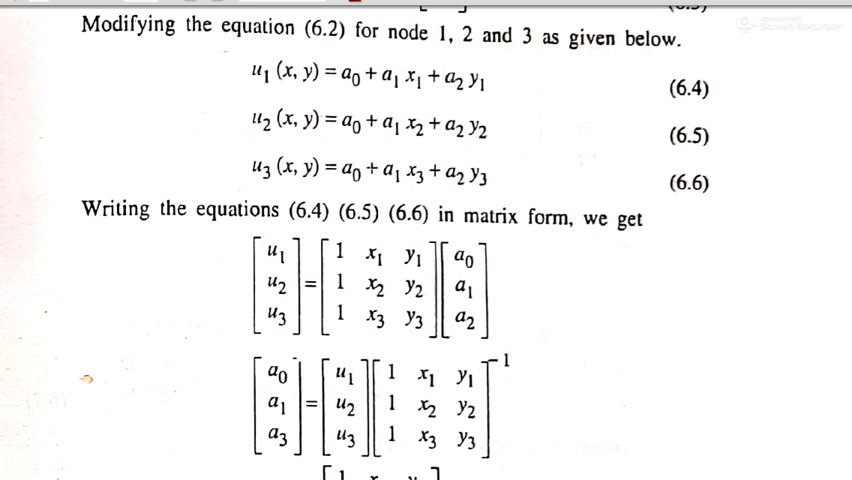 Modifying the equation (6.2) for node 1, 2 and 3 as given below.
u₁ (x, y) = a₀ + a₁ x₁ + a₂ y₁ (6.4)
u₂ (x, y) = a₀ + a₁ x₂ + a₂ y₂ (6.5)
u₃ (x, y) = a₀ + a₁ x₃ + a₂ y₃ (6.6)
Writing the equations (6.4) (6.5) (6.6) in matrix form, we get
[u₁] [1 x₁ y₁] [a₀]
[u₂] = [1 x₂ y₂] [a₁]
[u₃] [1 x₃ y₃] [a₂]
[a₀] [u₁] [1 x₁ y₁]⁻¹
[a₁] = [u₂] [1 x₂ y₂]
[a₃] [u₃] [1 x₃ y₃]